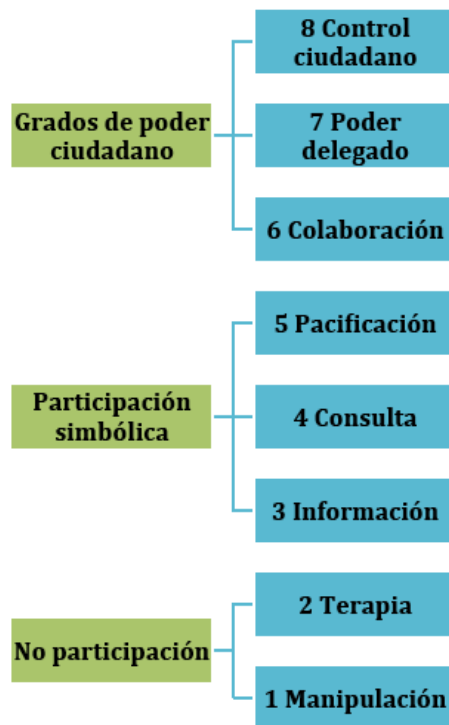 8 Control
ciudadano
Grados de poder
ciudadano
7 Poder
delegado
6 Colaboración
5 Pacificación
Participación
simbólica
4 Consulta
3 Información
2 Terapia
No participación
1 Manipulación